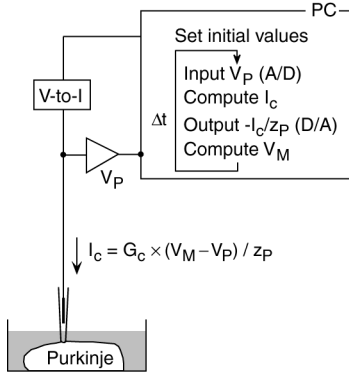 PC
Set initial values
Input V_P (A/D)
Compute I_c
Output -I_c/z_P (D/A)
Compute V_M
Δt
V-to-I
V_P
I_c = G_c × (V_M – V_P) / z_P
Purkinje